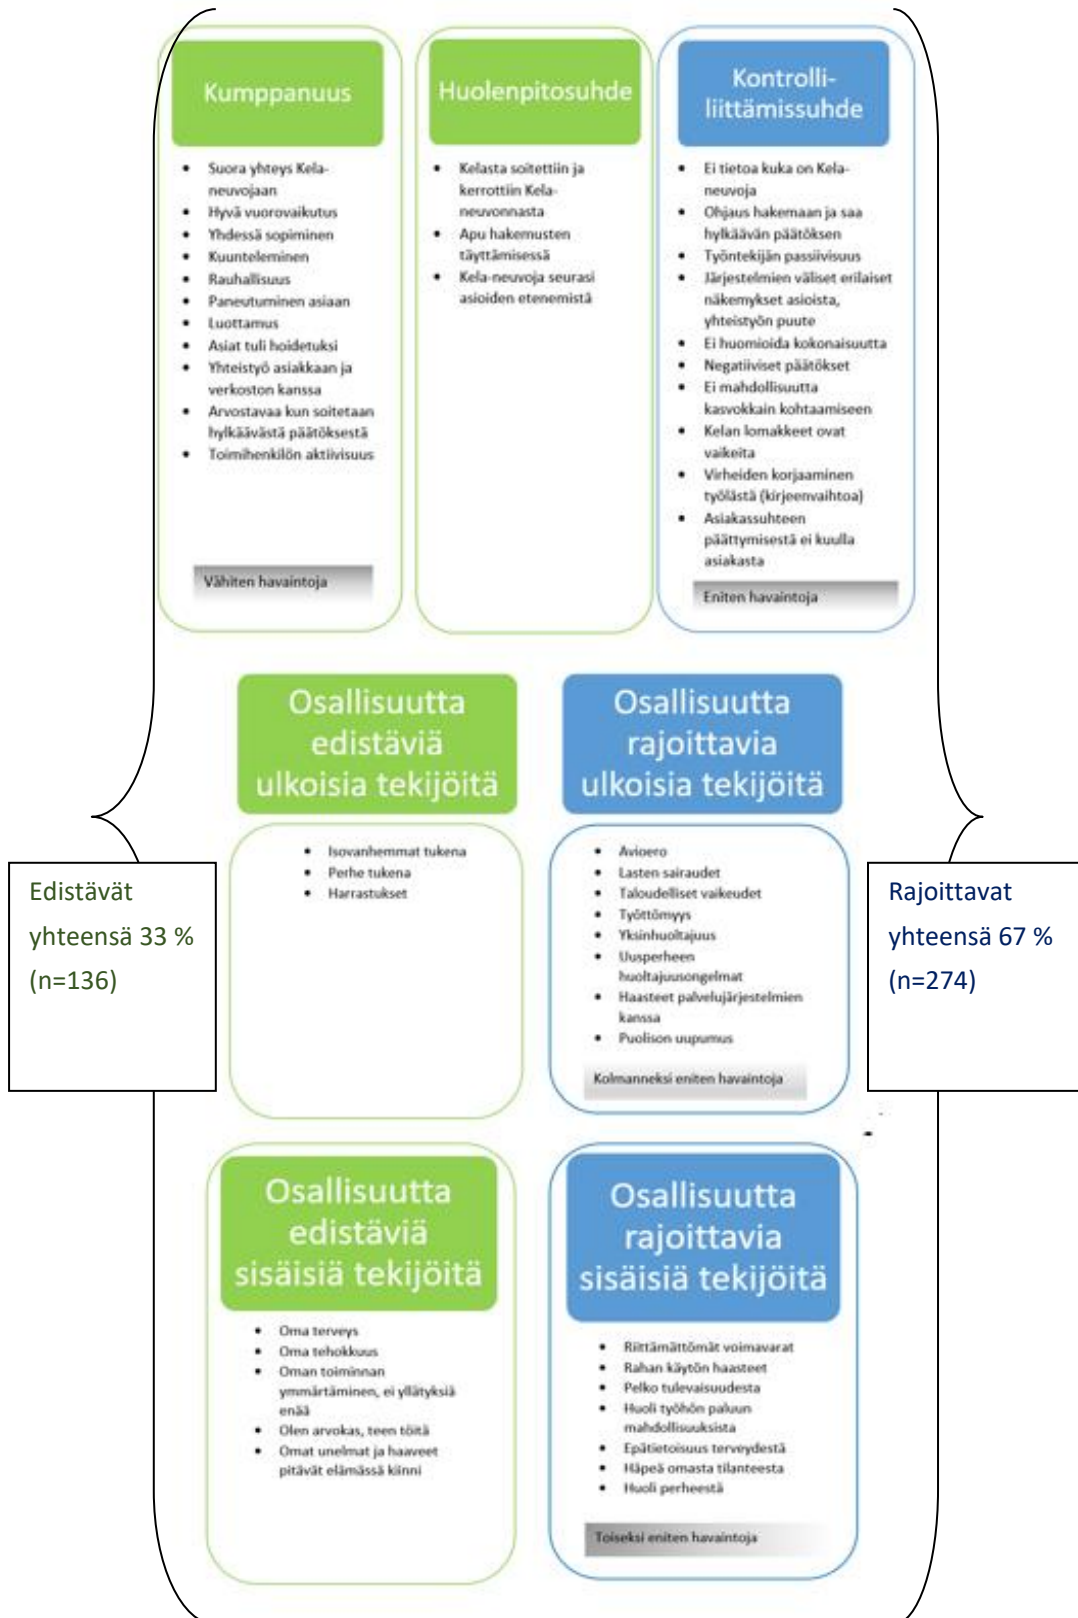 Kumppanuus
• Suora yhteys Kela-
neuvojaan
• Hyvä vuorovaikutus
• Yhdessä sopiminen
• Kuunteleminen
• Rauhallisuus
• Paneutuminen asiaan
• Luottamus
• Asiat tuli hoidetuksi
• Yhteistyö asiakkaan ja
verkoston kanssa
• Arvostavaa kun soitetaan
hylkäävästä päätöksestä
• Toimihenkilön aktiivisuus
Vähiten havaintoja
Huolenpitosuhde
• Kelasta soitettiin ja
kerrottiin Kela-
neuvonnasta
• Apu hakemusten
täyttämisessä
• Kela-neuvoja seurasi
asioiden etenemistä
Kontrolli-
liittämissuhde
• Ei tietoa kuka on Kela-
neuvoja
• Ohjaus hakemaan ja saa
hylkäävän päätöksen
• Työntekijän passiivisuus
• Järjestelmien väliset erilaiset
näkemykset asioista,
yhteistyön puute
• Ei huomioida kokonaisuutta
• Negatiiviset päätökset
• Ei mahdollisuutta
kasvokkain kohtaamiseen
• Kelan lomakkeet ovat
vaikeita
• Virheiden korjaaminen
työlästä (kirjeenvaihtoa)
• Asiakassuhteen
päättymisestä ei kuulla
asiakasta
Eniten havaintoja
Osallisuutta
edistäviä
ulkoisia tekijöitä
• Isovanhemmat tukena
• Perhe tukena
• Harrastukset
Osallisuutta
rajoittavia
ulkoisia tekijöitä
• Avioero
• Lasten sairaudet
• Taloudelliset vaikeudet
• Työttömyys
• Yksinhuoltajuus
• Uusperheen
huoltajuusongelmat
• Haasteet palvelujärjestelmien
kanssa
• Puolison uupumus
Kolmanneksi eniten havaintoja
Edistävät
yhteensä 33 %
(n=136)
Rajoittavat
yhteensä 67 %
(n=274)
Osallisuutta
edistäviä
sisäisiä tekijöitä
• Oma terveys
• Oma tehokkuus
• Oman toiminnan
ymmärtäminen, ei yllätyksiä
enää
• Olen arvokas, teen töitä
• Omat unelmat ja haaveet
pitävät elämässä kiinni
Osallisuutta
rajoittavia
sisäisiä tekijöitä
• Riittämättömät voimavarat
• Rahan käytön haasteet
• Pelko tulevaisuudesta
• Huoli työhön paluun
mahdollisuuksista
• Epätietoisuus terveydestä
• Häpeä omasta tilanteesta
• Huoli perheestä
Toiseksi eniten havaintoja